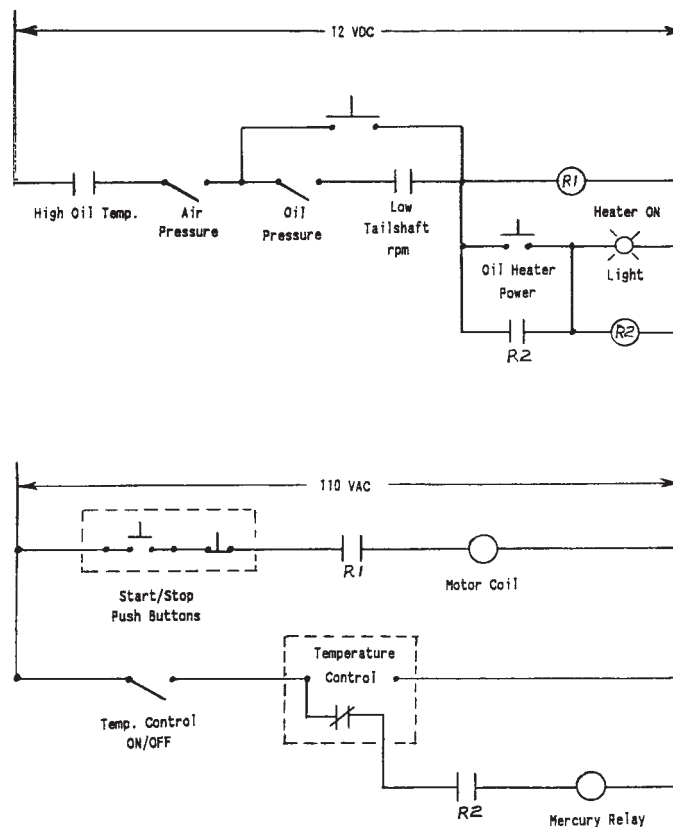 12 VDC
High Oil Temp.
Air
Pressure
Oil
Pressure
Low
Tailshaft
rpm
R1
Heater ON
Light
Oil Heater
Power
R2
R2
110 VAC
Start/Stop
Push Buttons
R1
Motor Coil
Temperature
Control
Temp. Control
ON/OFF
R2
Mercury Relay